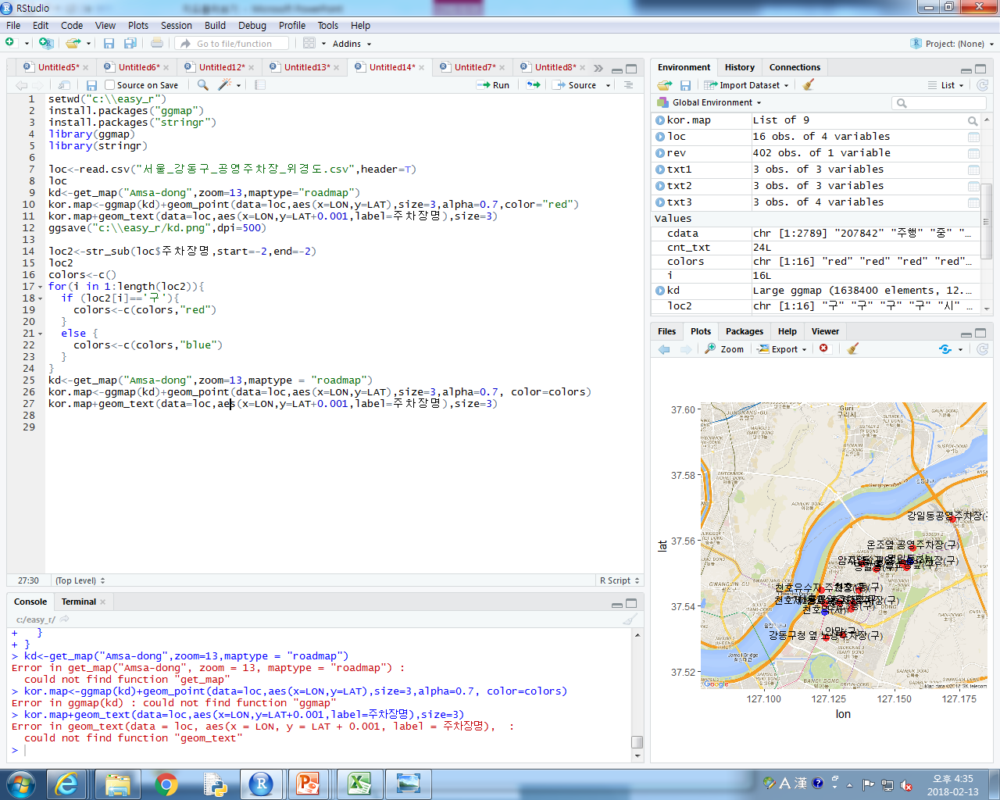 RStudio
File Edit Code View Plots Session Build Debug Profile Tools Help
Go to file/function Addins Project: (None)
Untitled5* Untitled6* Untitled12* Untitled13* Untitled14* Untitled7* Untitled8*
Source on Save Run Source
1 setwd("c:\\easy_r")
2 install.packages("ggmap")
3 install.packages("stringr")
4 library(ggmap)
5 library(stringr)
6
7 loc<-read.csv("서울_강동구_공영주차장_위경도.csv",header=T)
8 loc
9 kd<-get_map("Amsa-dong",zoom=13,maptype="roadmap")
10 kor.map<-ggmap(kd)+geom_point(data=loc,aes(x=LON,y=LAT),size=3,alpha=0.7,color="red")
11 kor.map+geom_text(data=loc,aes(x=LON,y=LAT+0.001,label=주차장명),size=3)
12 ggsave("c:\\easy_r/kd.png",dpi=500)
13
14 loc2<-str_sub(loc$주차장명,start=-2,end=-2)
15 loc2
16 colors<-c()
17 for(i in 1:length(loc2)){
18 if (loc2[i]=='구'){
19 colors<-c(colors,"red")
20 }
21 else {
22 colors<-c(colors,"blue")
23 }
24 }
25 kd<-get_map("Amsa-dong",zoom=13,maptype = "roadmap")
26 kor.map<-ggmap(kd)+geom_point(data=loc,aes(x=LON,y=LAT),size=3,alpha=0.7, color=colors)
27 kor.map+geom_text(data=loc,aes(x=LON,y=LAT+0.001,label=주차장명),size=3)
28
29
27:30 (Top Level) R Script
Console Terminal
c:/easy_r/
+ }
+ }
> kd<-get_map("Amsa-dong",zoom=13,maptype = "roadmap")
Error in get_map("Amsa-dong", zoom = 13, maptype = "roadmap") :
could not find function "get_map"
> kor.map<-ggmap(kd)+geom_point(data=loc,aes(x=LON,y=LAT),size=3,alpha=0.7, color=colors)
Error in ggmap(kd) : could not find function "ggmap"
> kor.map+geom_text(data=loc,aes(x=LON,y=LAT+0.001,label=주차장명),size=3)
Error in geom_text(data = loc, aes(x = LON, y = LAT + 0.001, label = 주차장명), :
could not find function "geom_text"
>
Environment History Connections
Import Dataset List
Global Environment
kor.map List of 9
loc 16 obs. of 4 variables
rev 402 obs. of 1 variable
txt1 3 obs. of 3 variables
txt2 3 obs. of 3 variables
txt3 3 obs. of 4 variables
Values
cdata chr [1:2789] "207842" "주행" "중" "…
cnt_txt 24L
colors chr [1:16] "red" "red" "red" "red"…
i 16L
kd Large ggmap (1638400 elements, 12.…
loc2 chr [1:16] "구" "구" "구" "구" "시" …
Files Plots Packages Help Viewer
Zoom Export
37.60
37.58
37.56
37.54
37.52
lat
Guri
구리시
강일동공영주차장(구)
온조옆 공영주차장(구)
강동구청 옆
Google
127.100 127.125 127.150 127.175
lon
A 漢
오후 4:35
2018-02-13